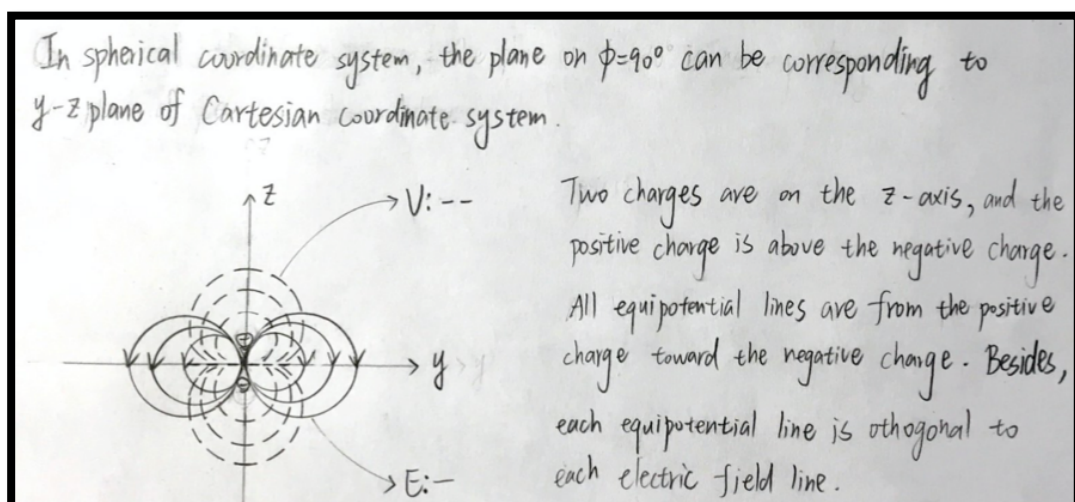 In spherical coordinate system, the plane on ϕ=90° can be corresponding to
y-z plane of Cartesian coordinate system.
z
V: --
Two charges are on the z-axis, and the
positive charge is above the negative charge.
All equipotential lines are from the positive
y
charge toward the negative charge. Besides,
each equipotential line is othogonal to
E: —
each electric field line.